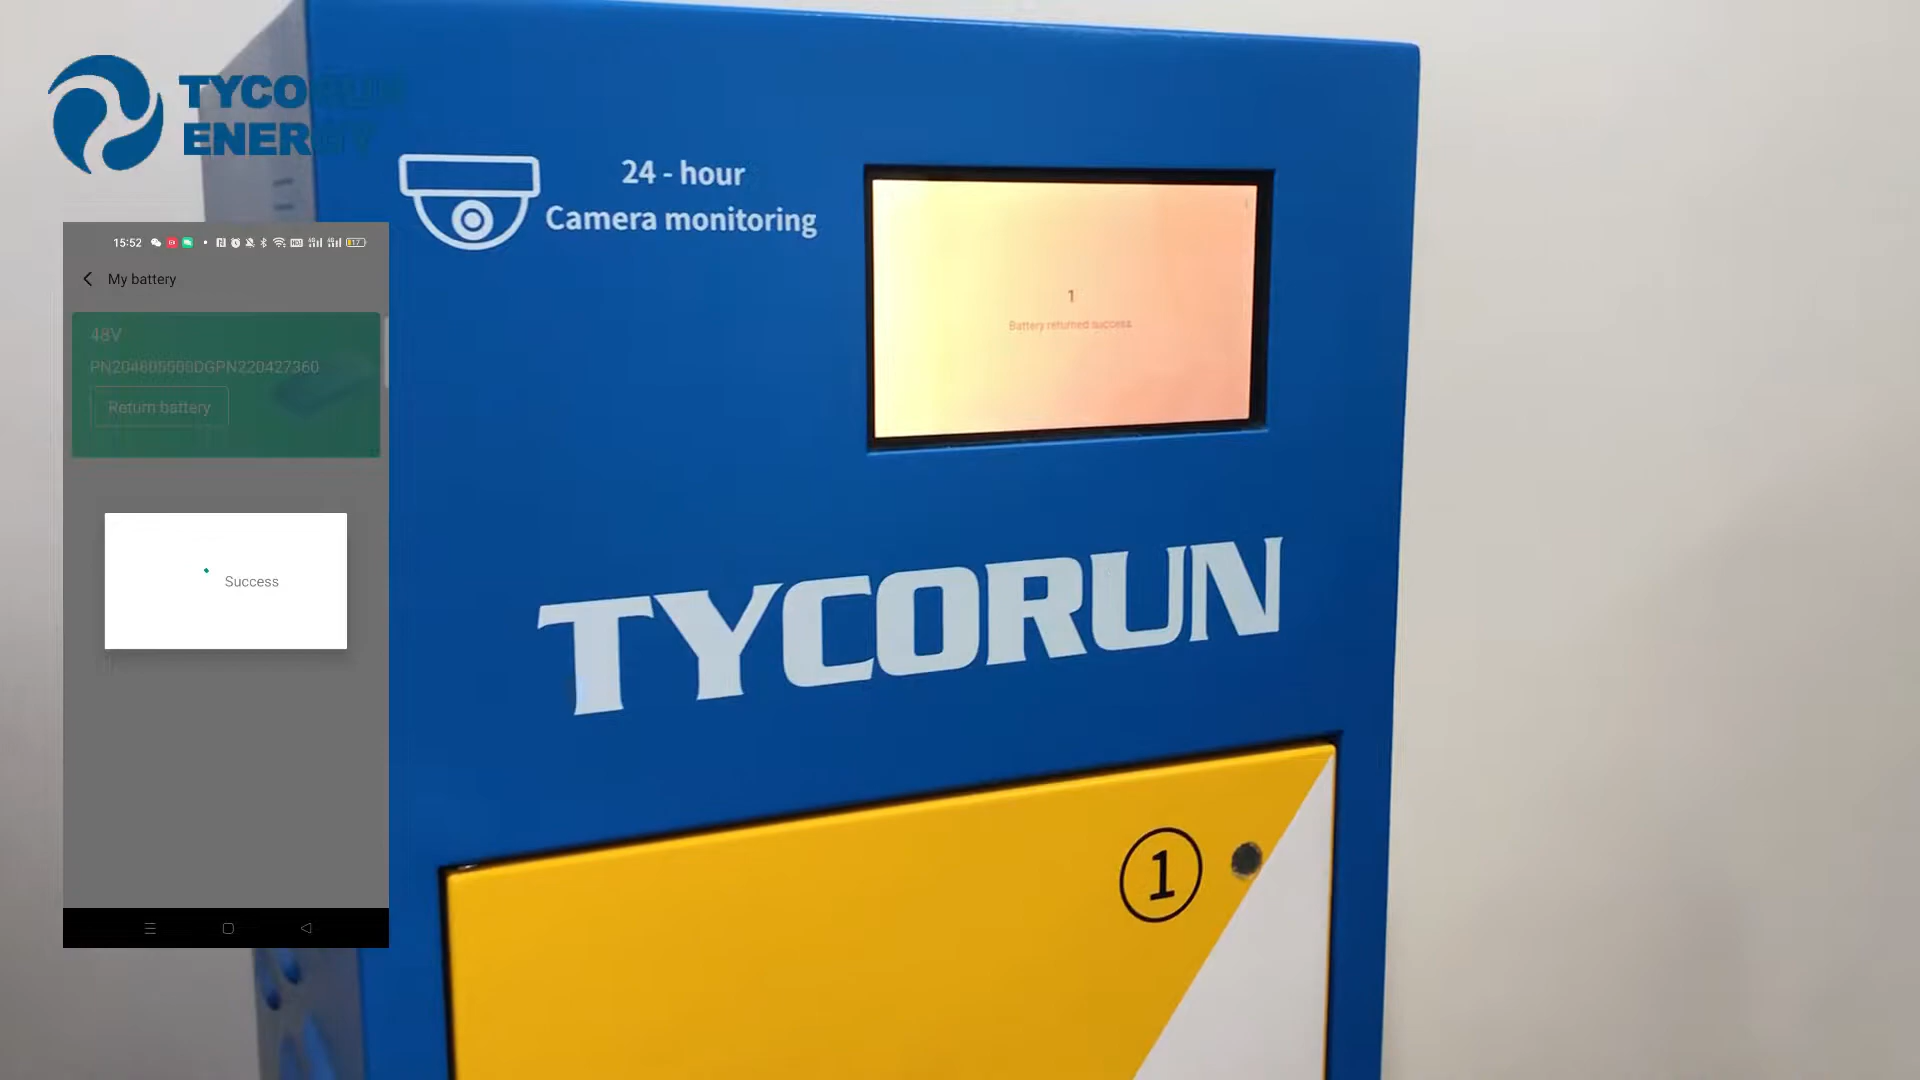 TYCORUN
ENERGY
24 - hour
Camera monitoring
15:52
17
My battery
48V
Return battery
Success
1
Battery returned success
TYCORUN
1